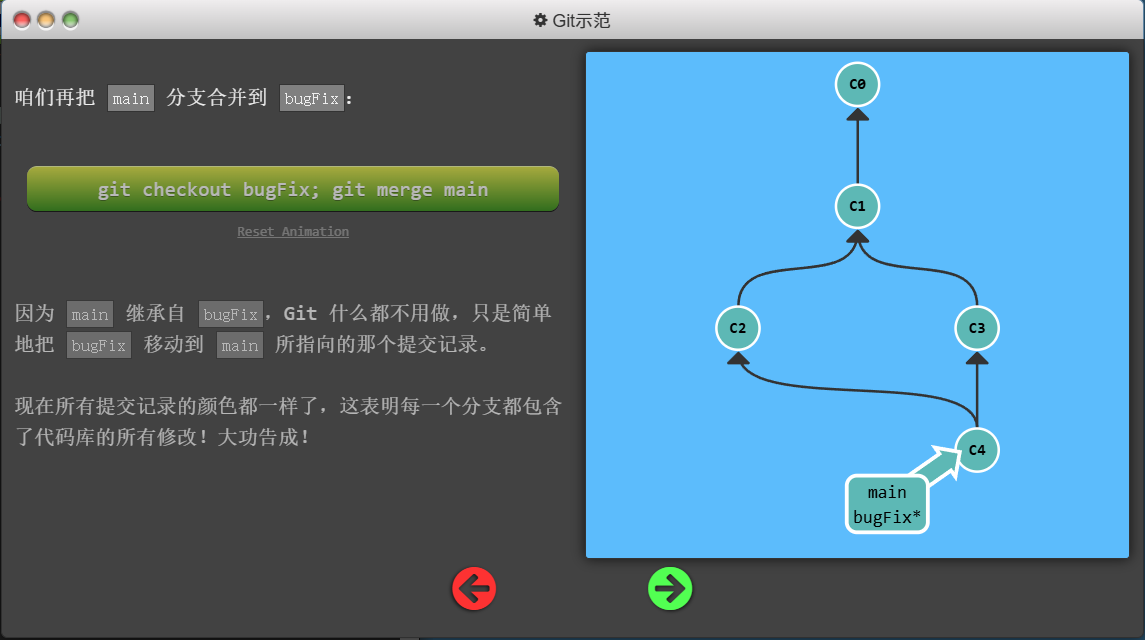 Git示范
咱们再把 main 分支合并到 bugFix：
git checkout bugFix; git merge main
Reset Animation
因为 main 继承自 bugFix，Git 什么都不用做，只是简单
地把 bugFix 移动到 main 所指向的那个提交记录。
现在所有提交记录的颜色都一样了，这表明每一个分支都包含
了代码库的所有修改！大功告成！
C0
C1
C2
C3
C4
main
bugFix*